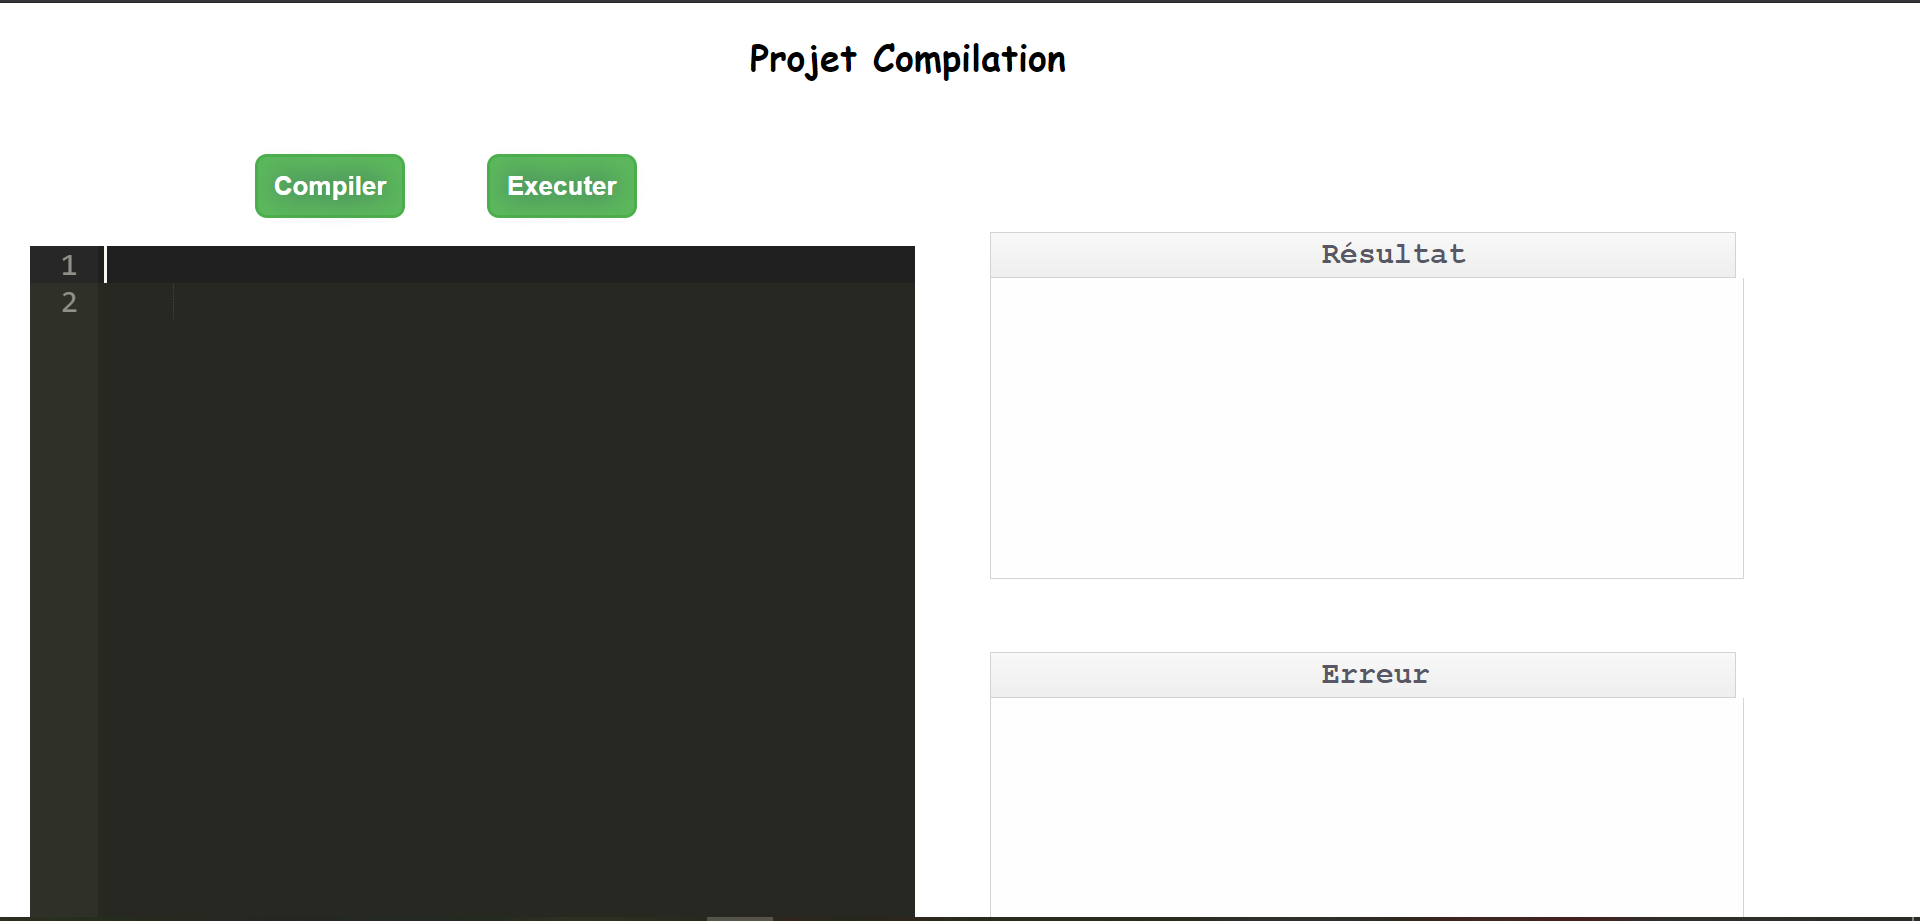 Projet Compilation
Compiler
Executer
1
2
Résultat
Erreur